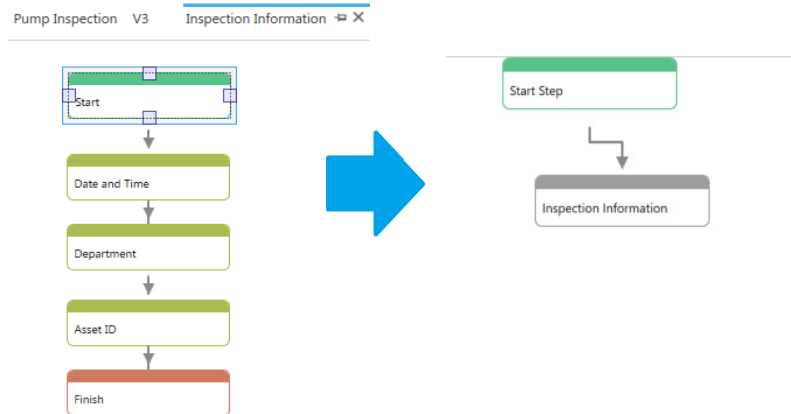 Pump Inspection V3 Inspection Information
Start
Date and Time
Department
Asset ID
Finish
Start Step
Inspection Information